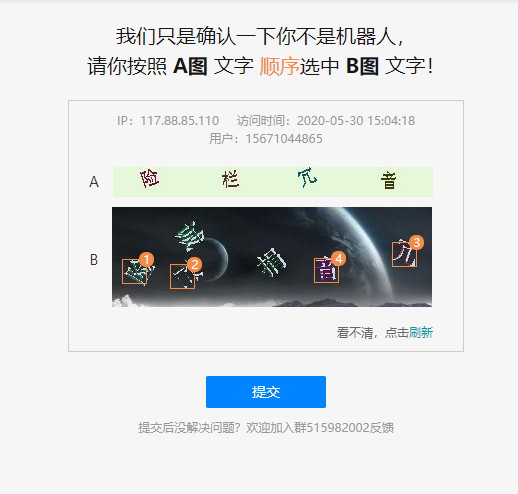 我们只是确认一下你不是机器人，
请你按照 A图 文字 顺序选中 B图 文字！
IP：117.88.85.110 访问时间：2020-05-30 15:04:18
用户：15671044865
A 险 栏 冗 音
B
1 2 音 4 冗 3
看不清，点击刷新
提交
提交后没解决问题？欢迎加入群515982002反馈